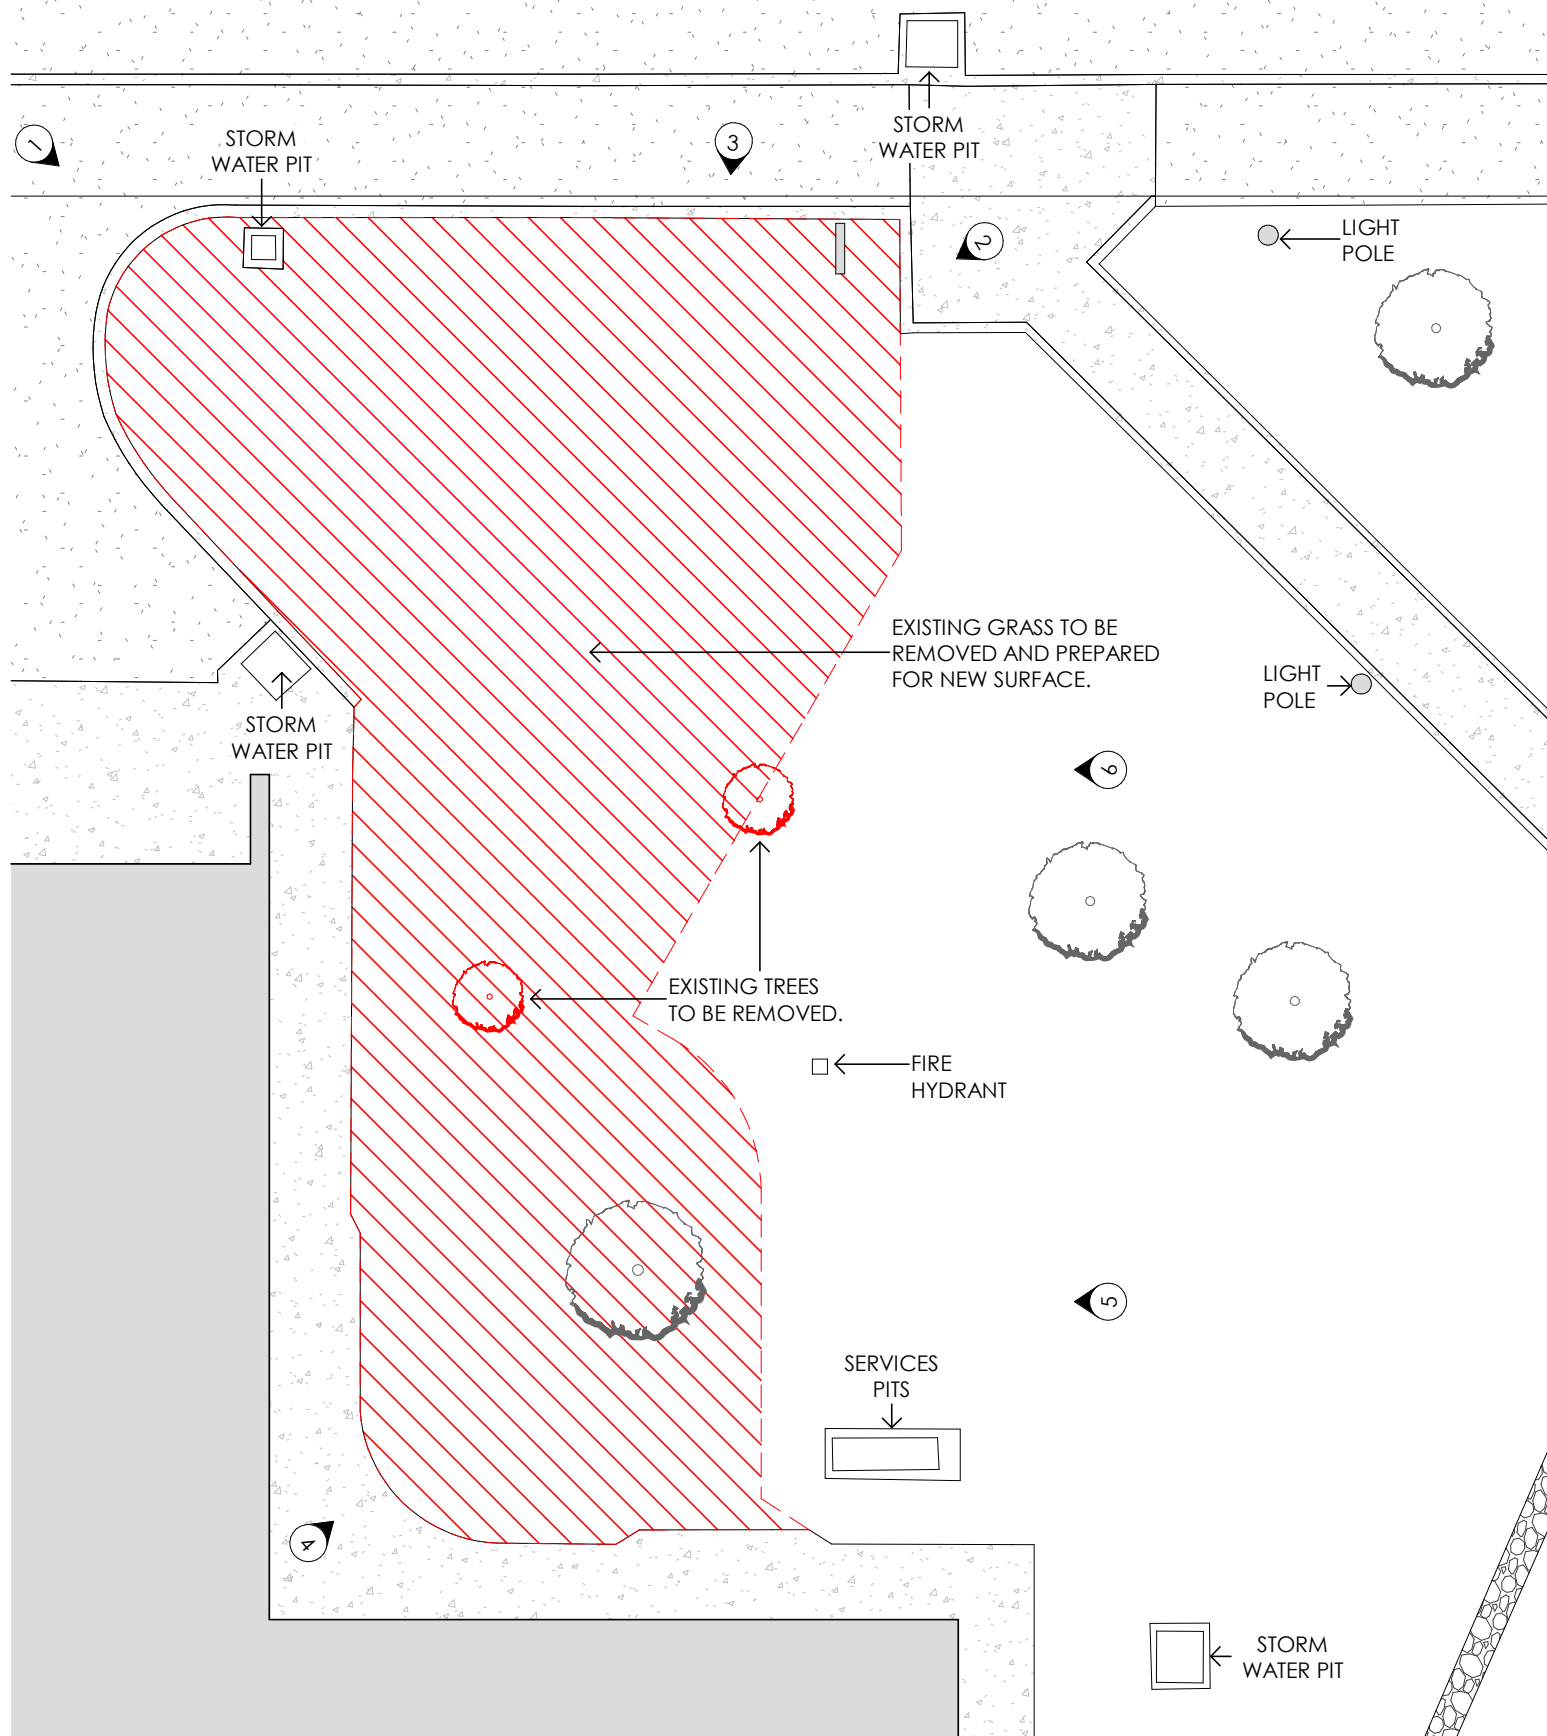 STORM
WATER PIT
1
STORM
WATER PIT
3
2
LIGHT
POLE
EXISTING GRASS TO BE
REMOVED AND PREPARED
FOR NEW SURFACE.
LIGHT
POLE
STORM
WATER PIT
6
EXISTING TREES
TO BE REMOVED.
FIRE
HYDRANT
5
SERVICES
PITS
4
STORM
WATER PIT